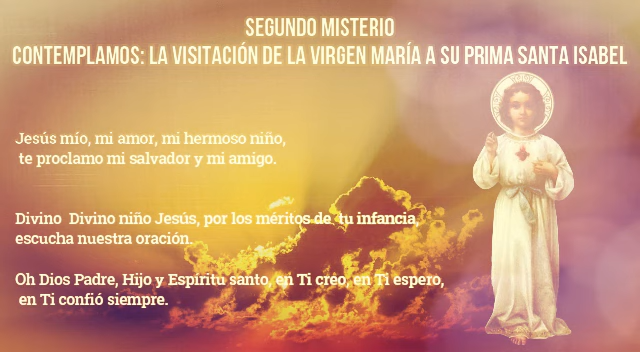 SEGUNDO MISTERIO
CONTEMPLAMOS: LA VISITACIÓN DE LA VIRGEN MARÍA A SU PRIMA SANTA ISABEL
Jesús mío, mi amor, mi hermoso niño,
te proclamo mi salvador y mi amigo.
Divino Divino niño Jesús, por los méritos de tu infancia,
escucha nuestra oración.
Oh Dios Padre, Hijo y Espíritu santo, en Ti creo, en Ti espero,
en Ti confió siempre.